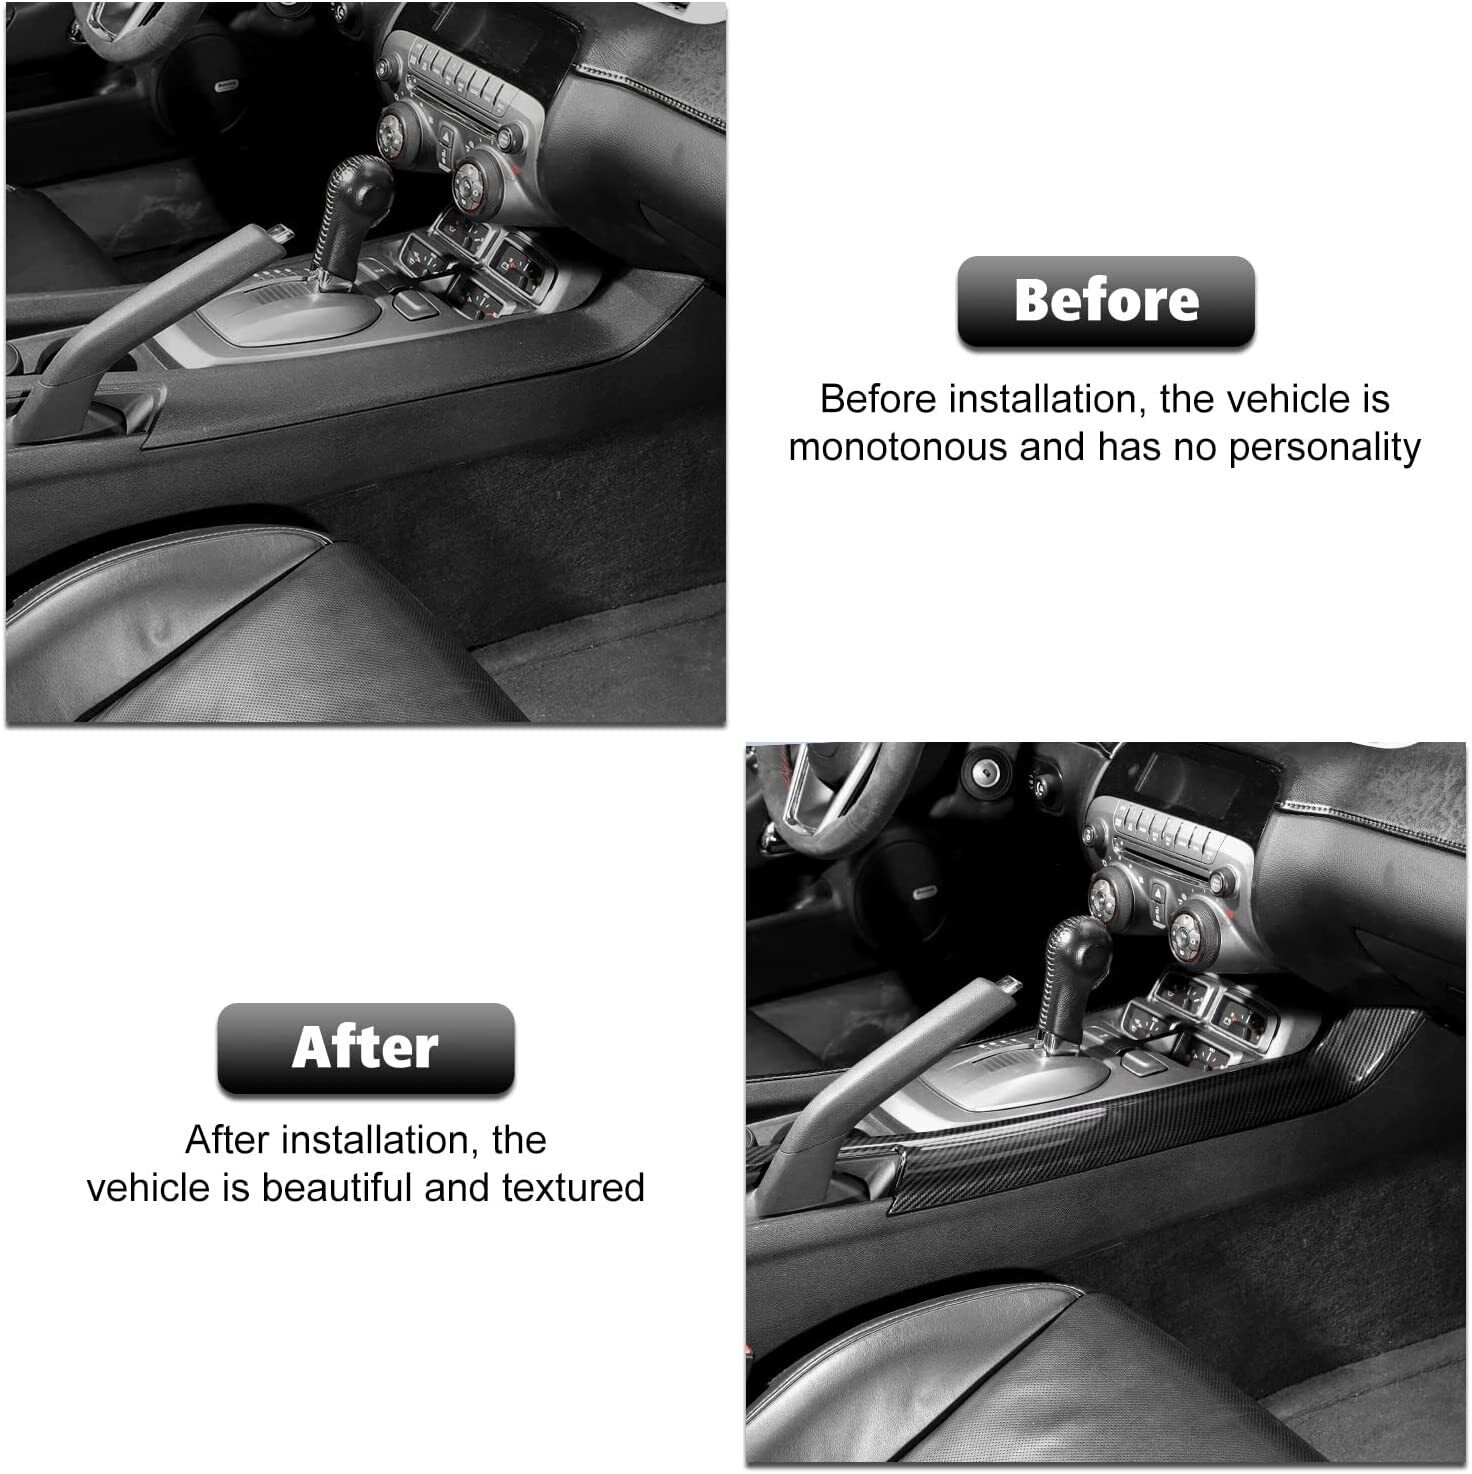 Before
Before installation, the vehicle is
monotonous and has no personality
After
After installation, the
vehicle is beautiful and textured